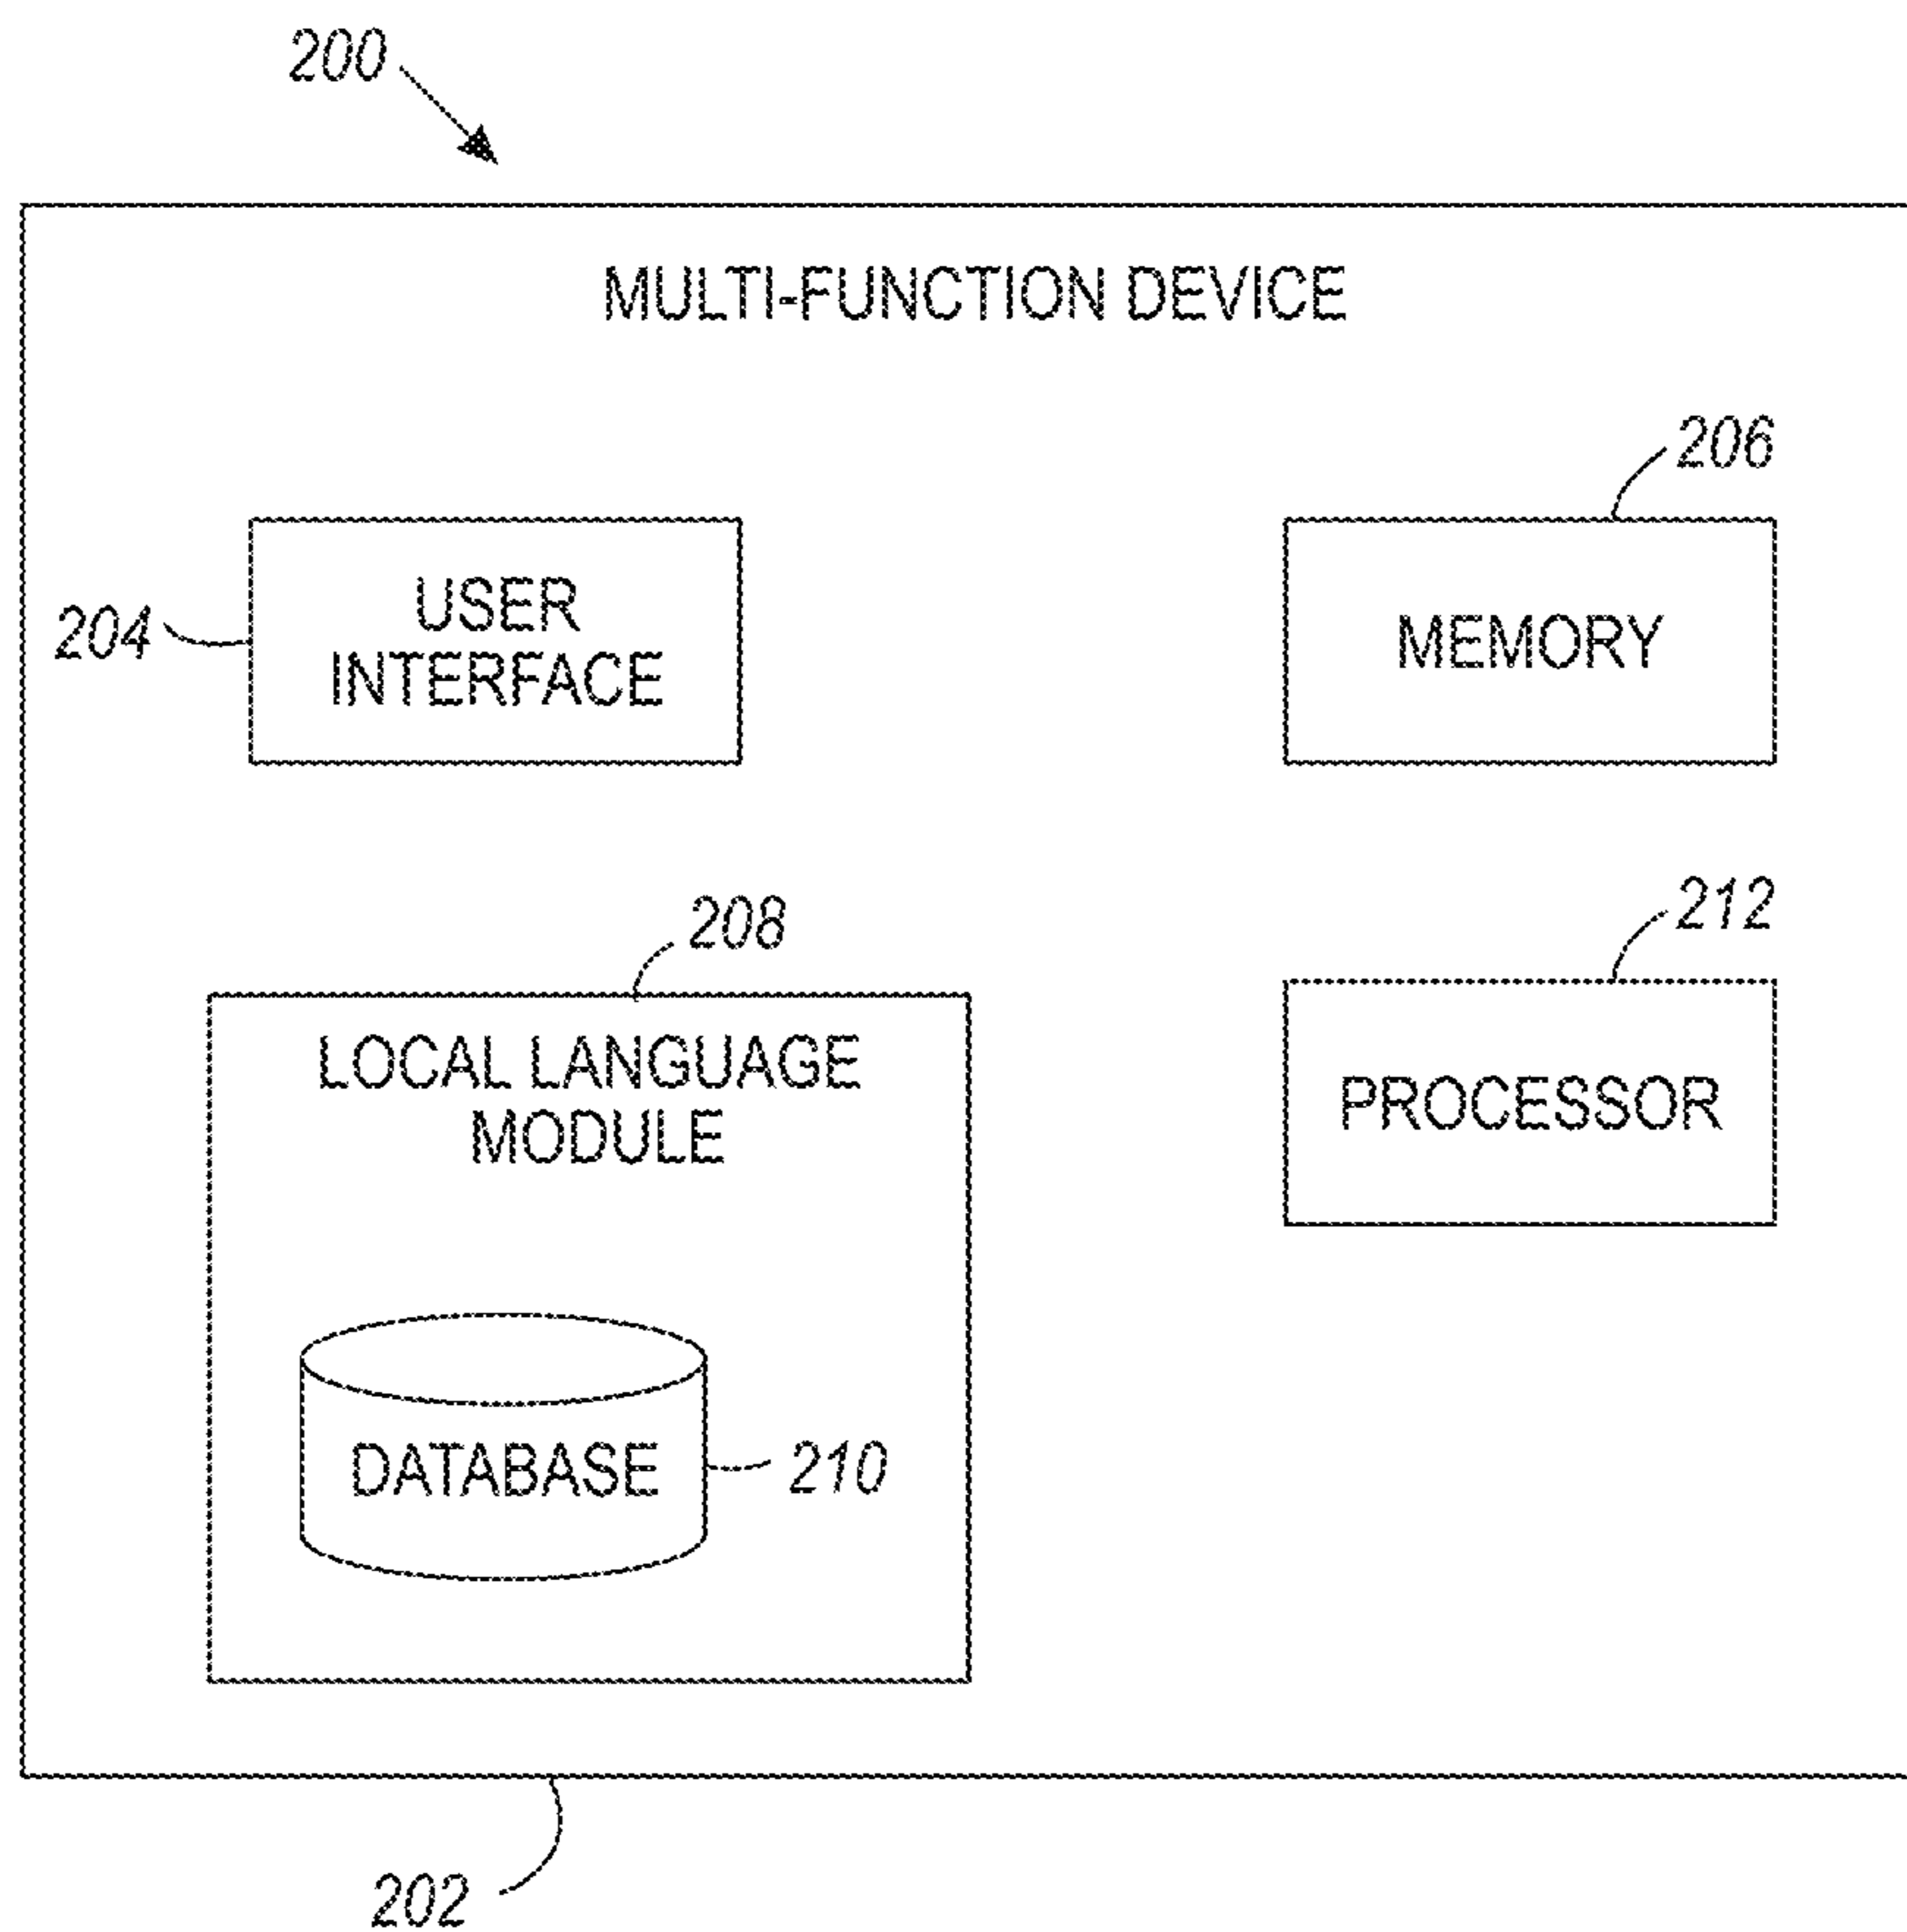 200
MULTI-FUNCTION DEVICE
206
USER
INTERFACE
204
MEMORY
208
212
LOCAL LANGUAGE
MODULE
PROCESSOR
DATABASE
210
202